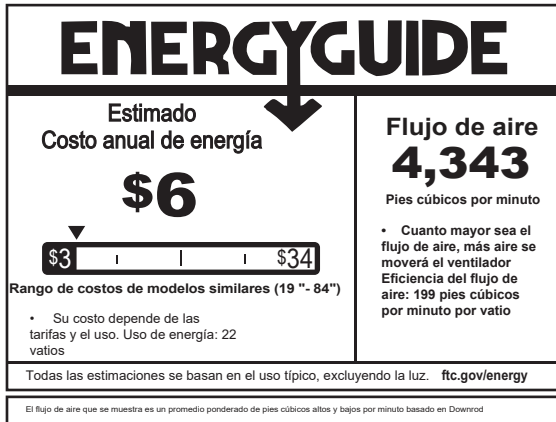 ENERGYGUIDE
Estimado
Costo anual de energía
$6
$3
$34
Rango de costos de modelos similares (19 "- 84")
• Su costo depende de las
tarifas y el uso. Uso de energía: 22
vatios
Flujo de aire
4,343
Pies cúbicos por minuto
• Cuanto mayor sea el
flujo de aire, más aire se
moverá el ventilador
Eficiencia del flujo de
aire: 199 pies cúbicos
por minuto por vatio
Todas las estimaciones se basan en el uso típico, excluyendo la luz. ftc.gov/energy
El flujo de aire que se muestra es un promedio ponderado de pies cúbicos altos y bajos por minuto basado en Downrod